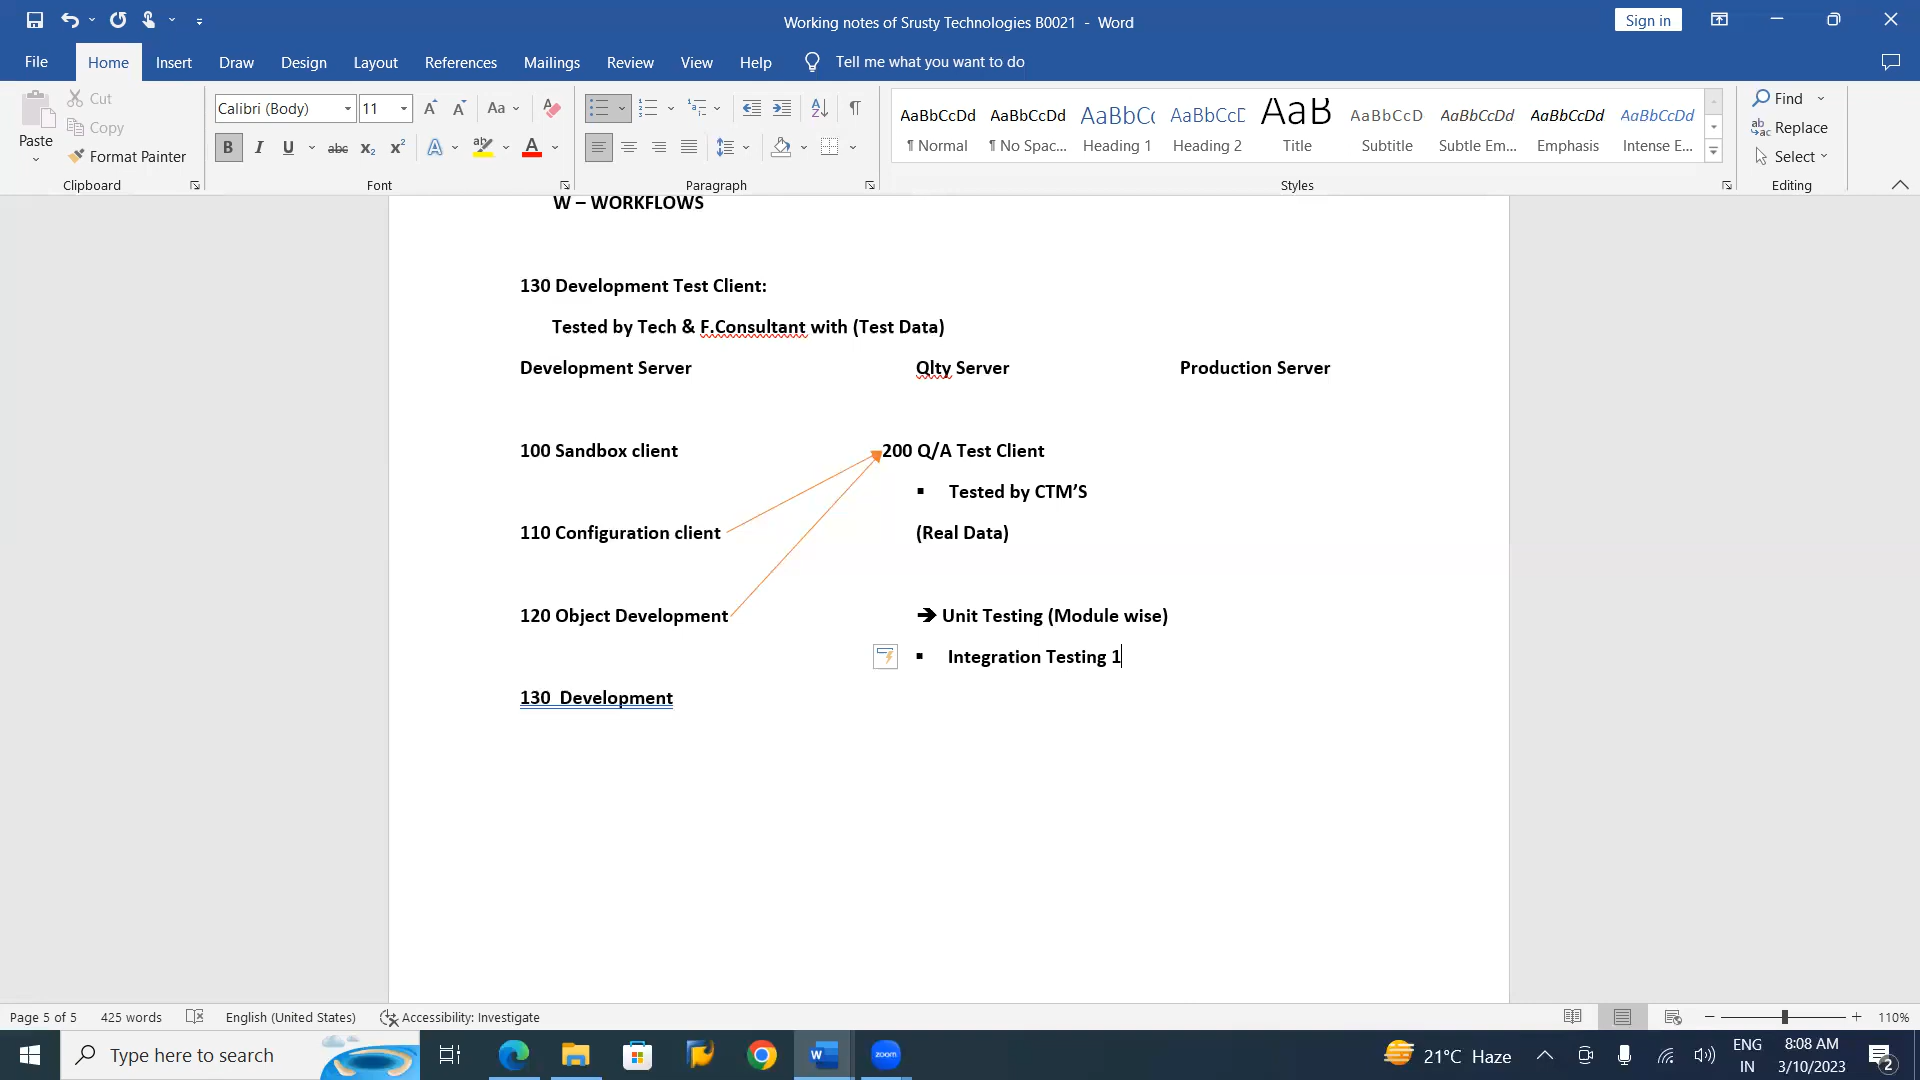 Working notes of Srusty Technologies B0021 - Word
Sign in
File Home Insert Draw Design Layout References Mailings Review View Help Tell me what you want to do
Paste
Cut
Copy
Format Painter
Clipboard
Calibri (Body) 11
Font
Paragraph
AaBbCcDd AaBbCcDd AaBbC AaBbCc AaB AaBbCcD AaBbCcDd AaBbCcDd AaBbCcDd
¶ Normal ¶ No Spac... Heading 1 Heading 2 Title Subtitle Subtle Em... Emphasis Intense E...
Styles
Find
Replace
Select
Editing
W – WORKFLOWS
130 Development Test Client:
Tested by Tech & F.Consultant with (Test Data)
Development Server Qlty Server Production Server
100 Sandbox client 200 Q/A Test Client
▪ Tested by CTM’S
110 Configuration client (Real Data)
120 Object Development ➔ Unit Testing (Module wise)
▪ Integration Testing 1
130 Development
Page 5 of 5 425 words English (United States) Accessibility: Investigate 110%
Type here to search
zoom
21°C Haze
ENG
IN
8:08 AM
3/10/2023
2